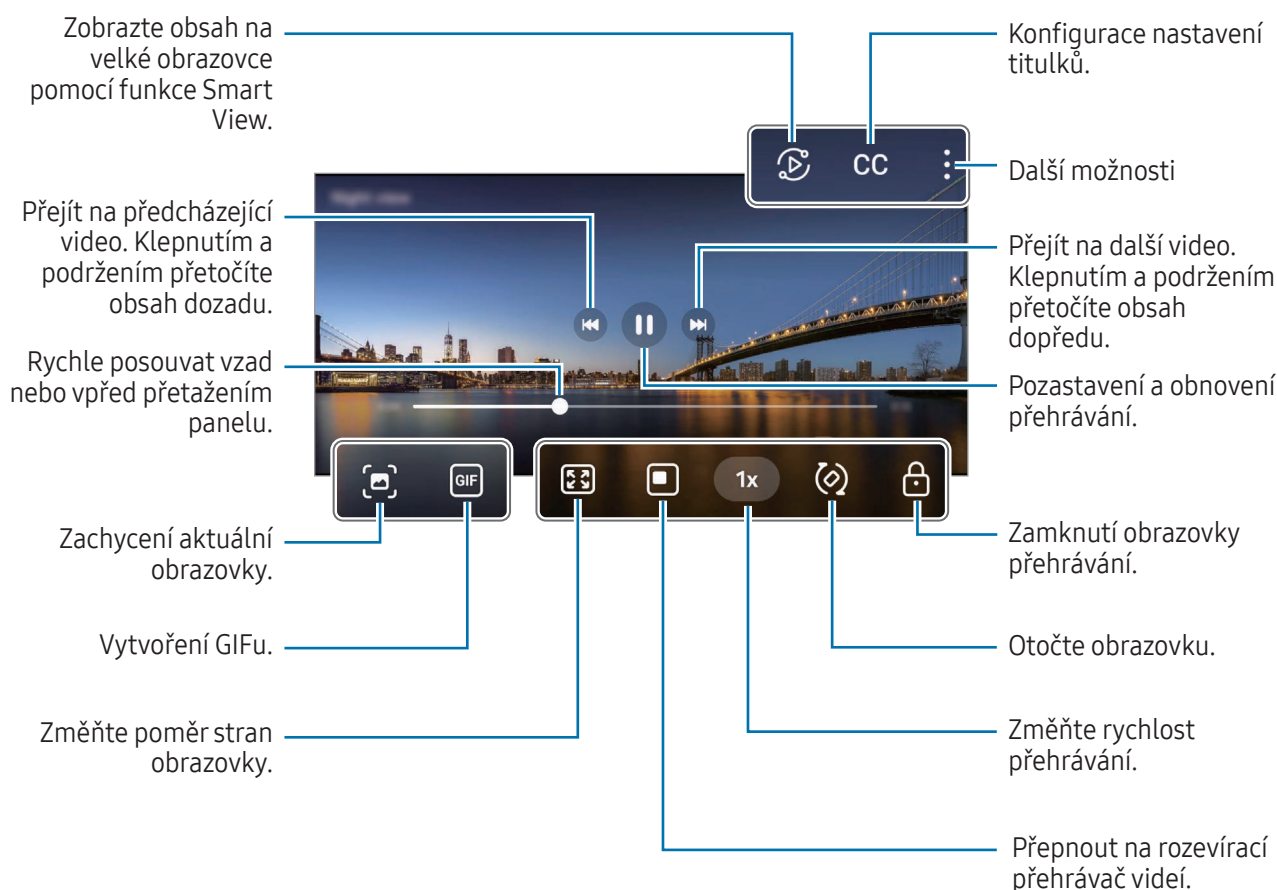 Zobrazte obsah na
velké obrazovce
pomocí funkce Smart
View.
Konfigurace nastavení
titulků.
CC
Další možnosti
Přejít na předcházející
video. Klepnutím a
podržením přetočíte
obsah dozadu.
Přejít na další video.
Klepnutím a podržením
přetočíte obsah
dopředu.
Rychle posouvat vzad
nebo vpřed přetažením
panelu.
Pozastavení a obnovení
přehrávání.
GIF
1x
Zachycení aktuální
obrazovky.
Zamknutí obrazovky
přehrávání.
Vytvoření GIFu.
Otočte obrazovku.
Změňte poměr stran
obrazovky.
Změňte rychlost
přehrávání.
Přepnout na rozevírací
přehrávač videí.